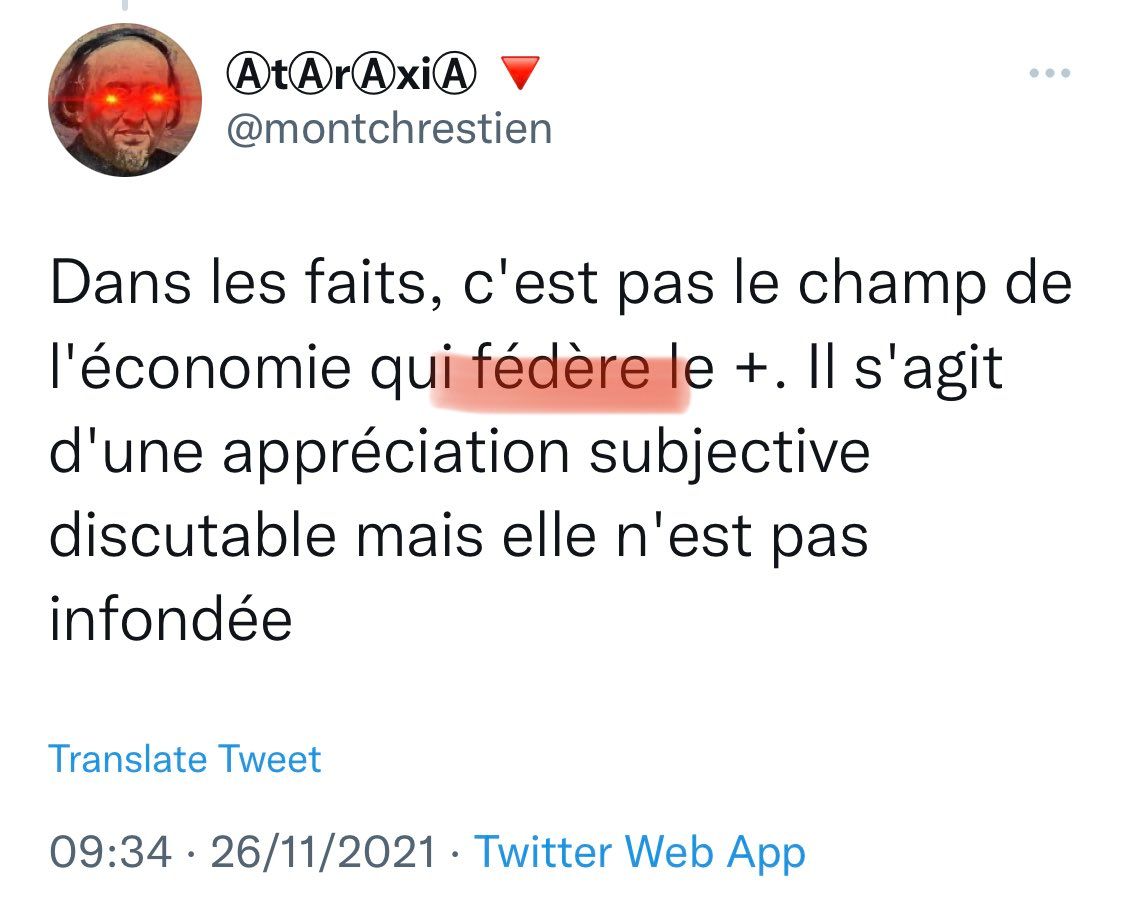 ⒶtⒶrⒶxiⒶ 🔻
@montchrestien
Dans les faits, c'est pas le champ de
l'économie qui fédère le +. Il s'agit
d'une appréciation subjective
discutable mais elle n'est pas
infondée
Translate Tweet
09:34 · 26/11/2021 · Twitter Web App